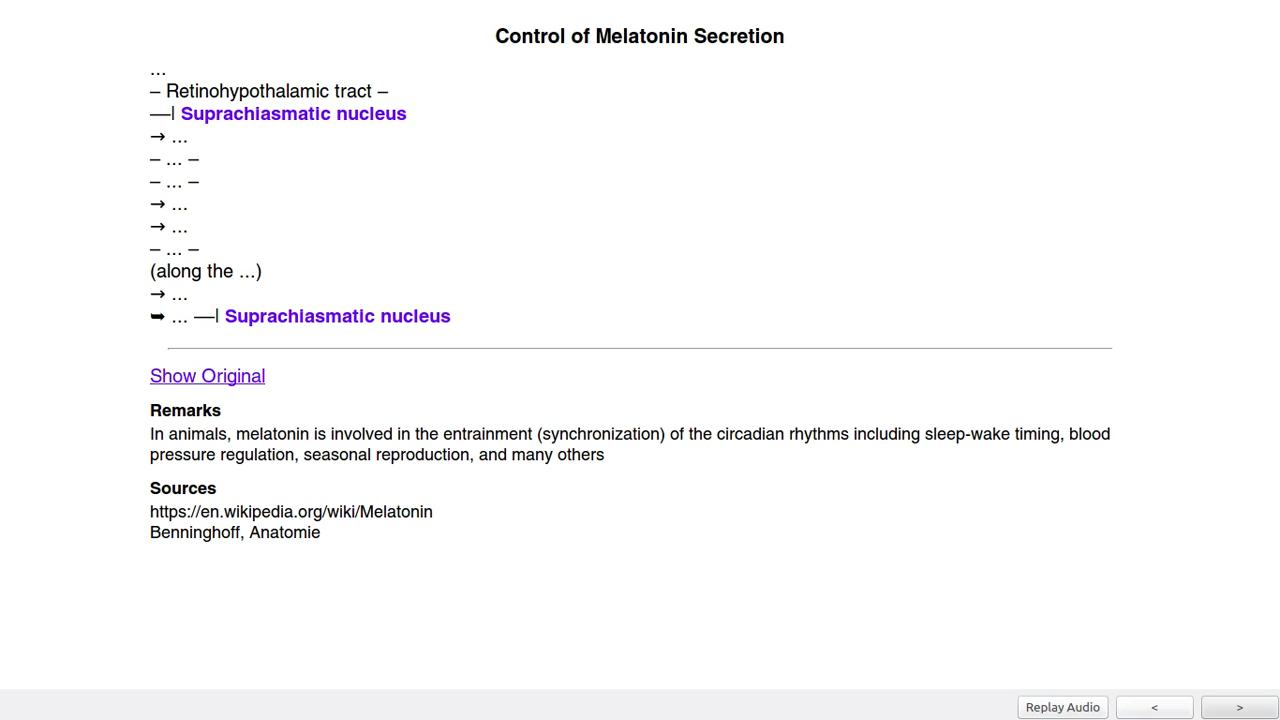 Control of Melatonin Secretion
...
– Retinohypothalamic tract –
—| Suprachiasmatic nucleus
→ ...
– ... –
– ... –
→ ...
→ ...
– ... –
(along the ...)
→ ...
➥ ... —| Suprachiasmatic nucleus
Show Original
Remarks
In animals, melatonin is involved in the entrainment (synchronization) of the circadian rhythms including sleep-wake timing, blood
pressure regulation, seasonal reproduction, and many others
Sources
https://en.wikipedia.org/wiki/Melatonin
Benninghoff, Anatomie
Replay Audio < >